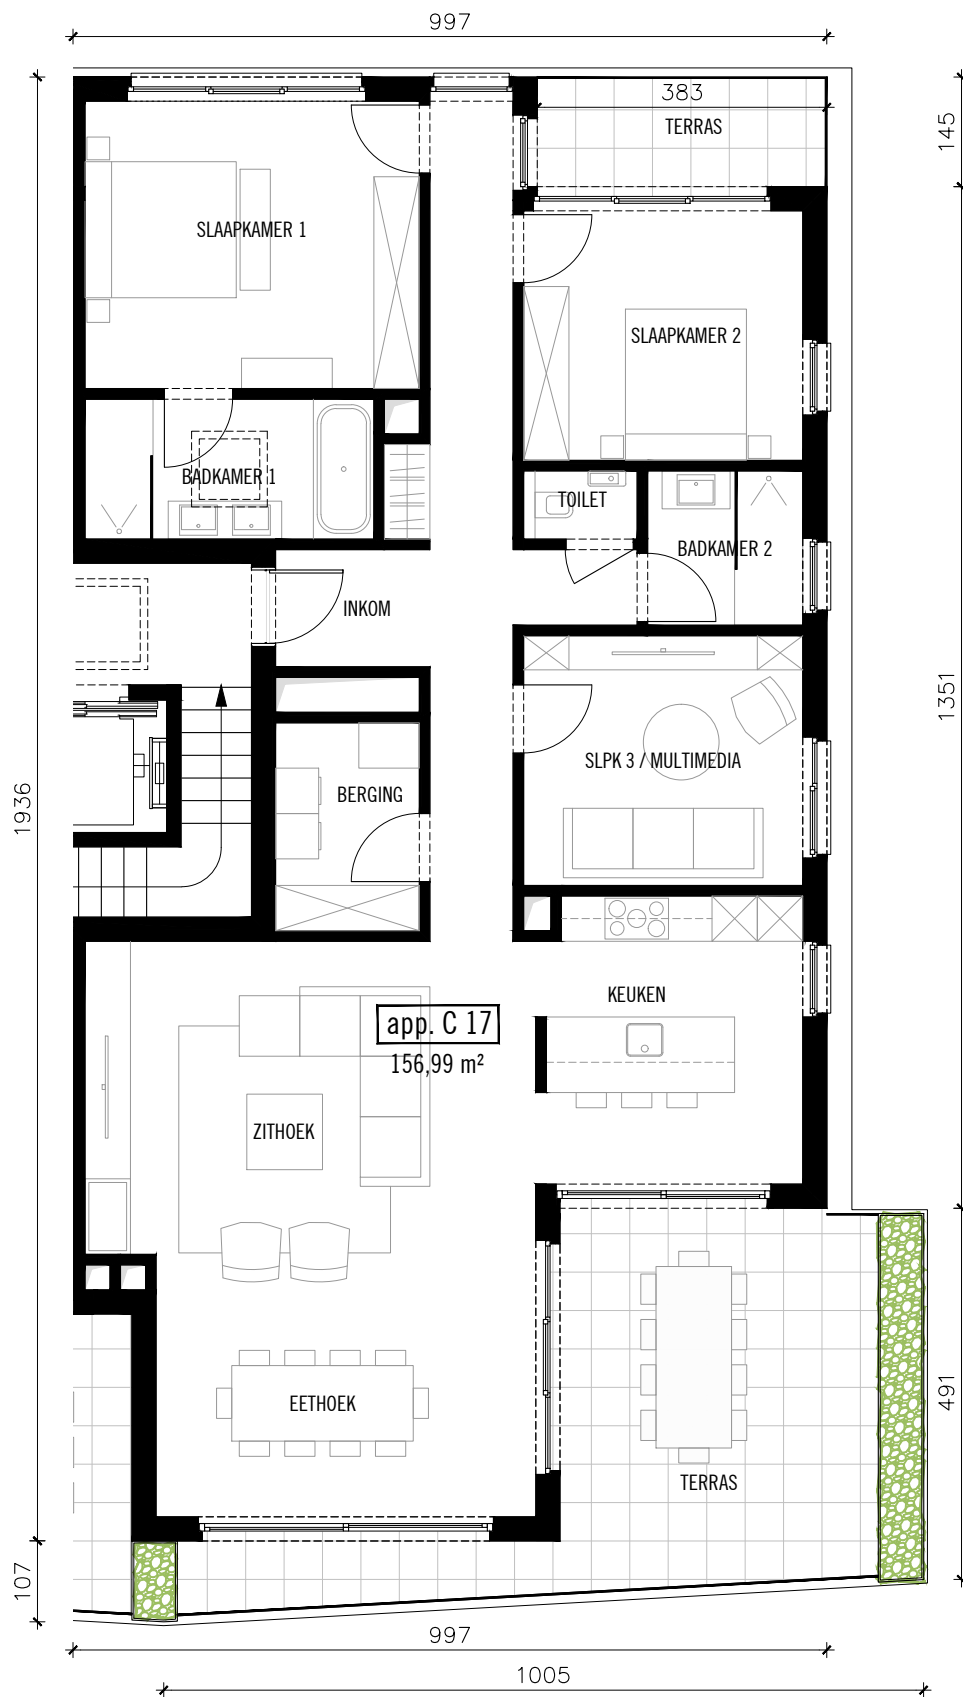 997
383
TERRAS
145
SLAAPKAMER 1
SLAAPKAMER 2
BADKAMER 1
TOILET
BADKAMER 2
INKOM
1351
SLPK 3 / MULTIMEDIA
BERGING
1936
KEUKEN
app. C 17
156,99 m²
ZITHOEK
EETHOEK
491
TERRAS
107
997
1005